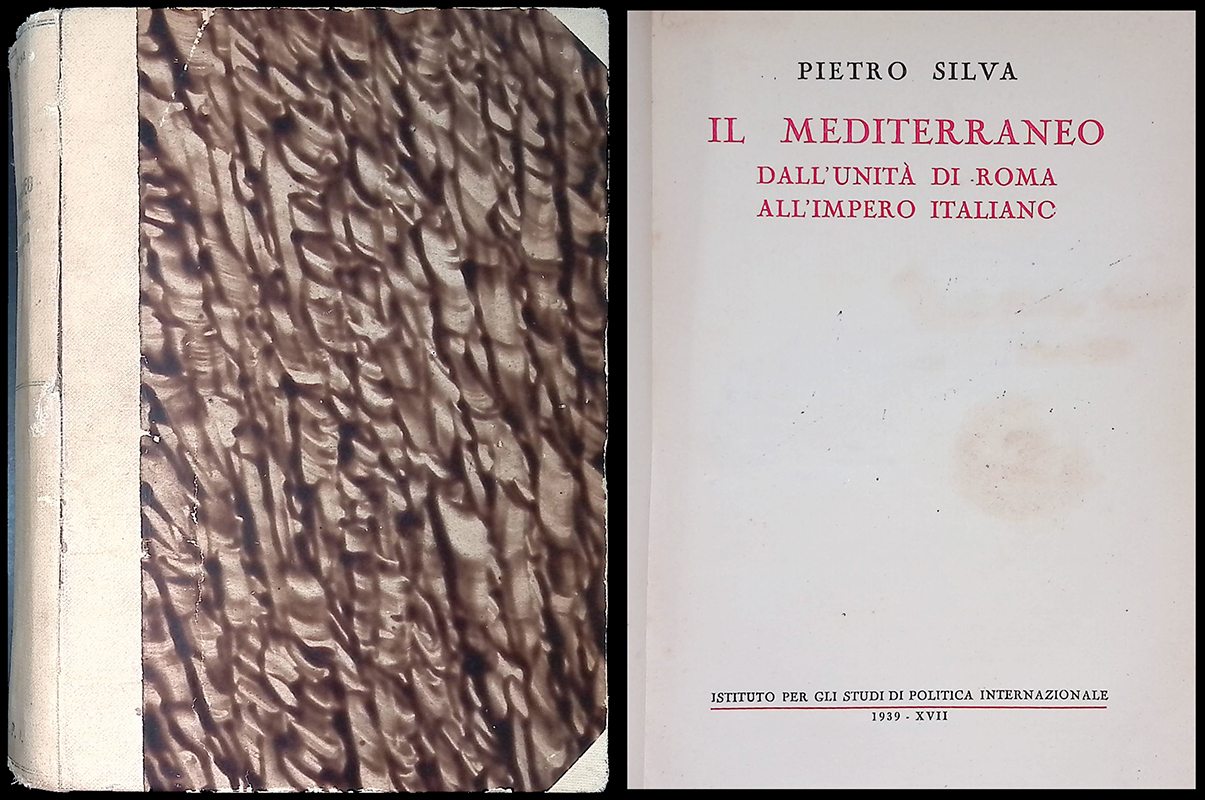 PIETRO SILVA
IL MEDITERRANEO
DALL'UNITÀ DI ROMA
ALL'IMPERO ITALIANO
ISTITUTO PER GLI STUDI DI POLITICA INTERNAZIONALE
1939 - XVII